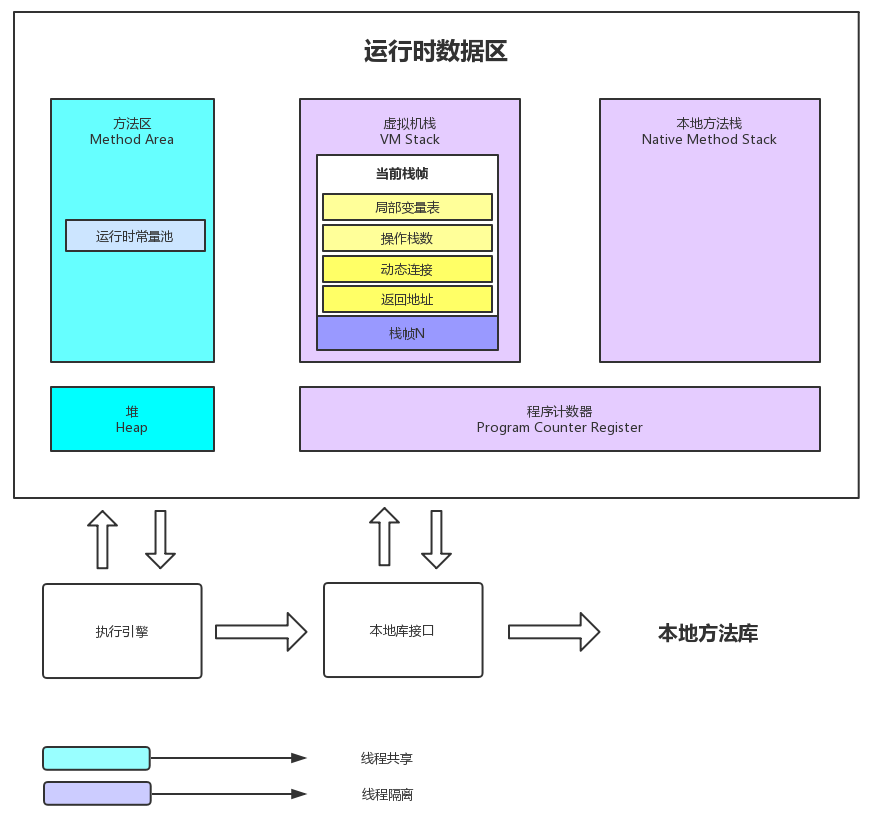 运行时数据区
方法区
Method Area
运行时常量池
虚拟机栈
VM Stack
当前栈帧
局部变量表
操作栈数
动态连接
返回地址
栈帧N
本地方法栈
Native Method Stack
堆
Heap
程序计数器
Program Counter Register
执行引擎
本地库接口
本地方法库
线程共享
线程隔离